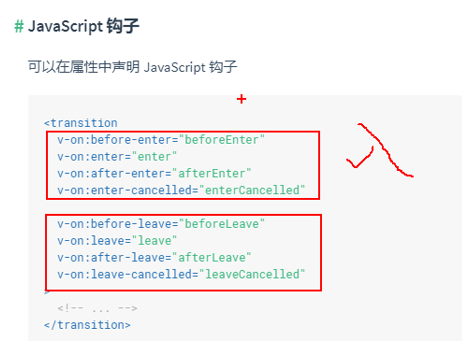 # JavaScript 钩子
可以在属性中声明 JavaScript 钩子
<transition
v-on:before-enter="beforeEnter"
v-on:enter="enter"
v-on:after-enter="afterEnter"
v-on:enter-cancelled="enterCancelled"
入
v-on:before-leave="beforeLeave"
v-on:leave="leave"
v-on:after-leave="afterLeave"
v-on:leave-cancelled="leaveCancelled"
>
<!-- ... -->
</transition>